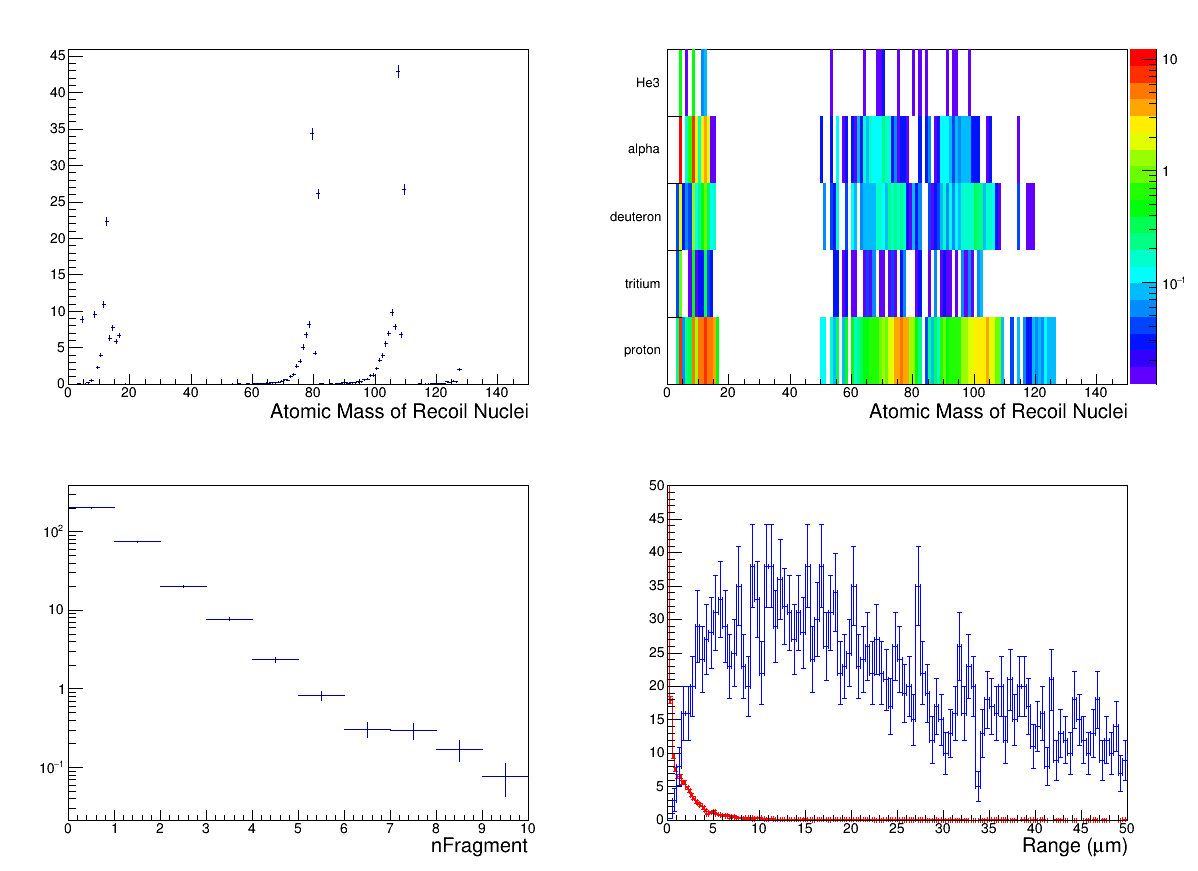 45
40
35
30
25
20
15
10
5
0
0 20 40 60 80 100 120 140
Atomic Mass of Recoil Nuclei
He3
alpha
deuteron
tritium
proton
0 20 40 60 80 100 120 140
Atomic Mass of Recoil Nuclei
10
1
10⁻¹
10²
10
1
10⁻¹
0 1 2 3 4 5 6 7 8 9 10
nFragment
50
45
40
35
30
25
20
15
10
5
0
0 5 10 15 20 25 30 35 40 45 50
Range (μm)